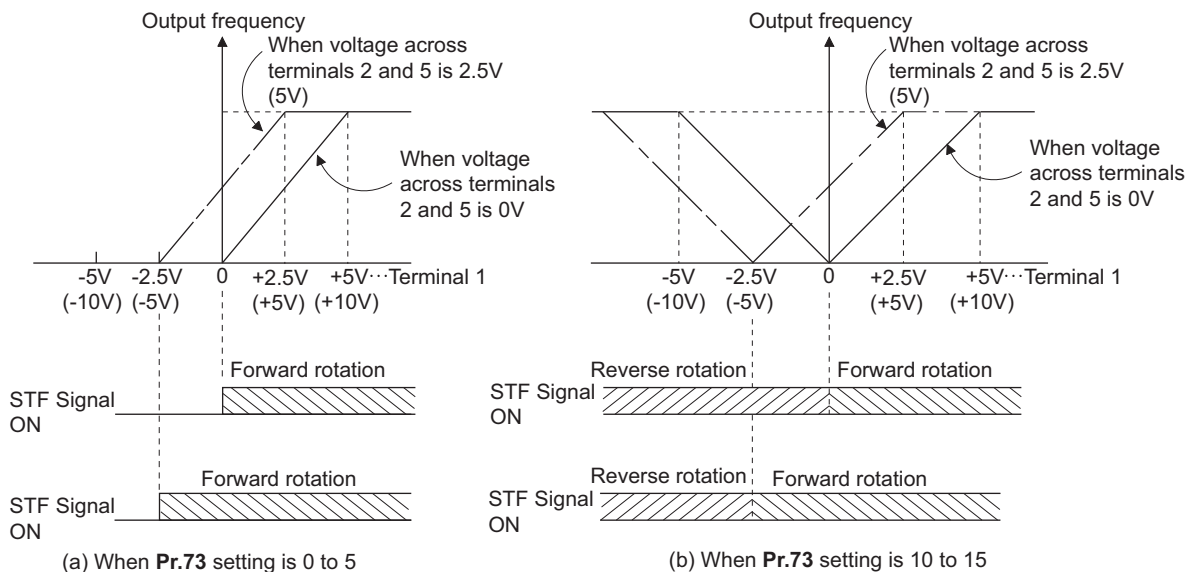 Output frequency
When voltage across
terminals 2 and 5 is 2.5V
(5V)
When voltage
across terminals
2 and 5 is 0V
-5V -2.5V 0 +2.5V +5V···Terminal 1
(-10V) (-5V) (+5V) (+10V)
Forward rotation
STF Signal
ON
Forward rotation
STF Signal
ON
(a) When Pr.73 setting is 0 to 5
Output frequency
When voltage across
terminals 2 and 5 is 2.5V
(5V)
When voltage
across terminals
2 and 5 is 0V
-5V -2.5V 0 +2.5V +5V···Terminal 1
(-10V) (-5V) (+5V) (+10V)
Reverse rotation Forward rotation
STF Signal
ON
Reverse rotation Forward rotation
STF Signal
ON
(b) When Pr.73 setting is 10 to 15